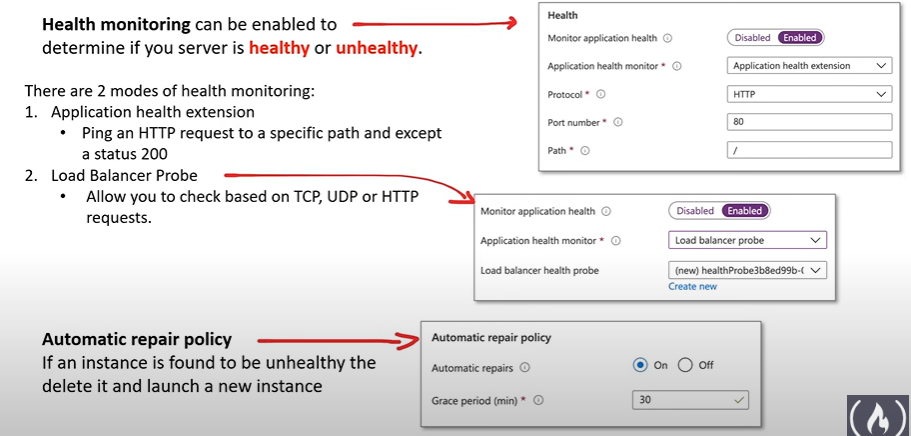 Health monitoring can be enabled to
determine if you server is healthy or unhealthy.
There are 2 modes of health monitoring:
1. Application health extension
• Ping an HTTP request to a specific path and except
a status 200
2. Load Balancer Probe
• Allow you to check based on TCP, UDP or HTTP
requests.
Health
Monitor application health Disabled Enabled
Application health monitor * Application health extension
Protocol * HTTP
Port number * 80
Path * /
Monitor application health Disabled Enabled
Application health monitor * Load balancer probe
Load balancer health probe (new) healthProbe3b8ed99b-(
Create new
Automatic repair policy
If an instance is found to be unhealthy the
delete it and launch a new instance
Automatic repair policy
Automatic repairs On Off
Grace period (min) * 30